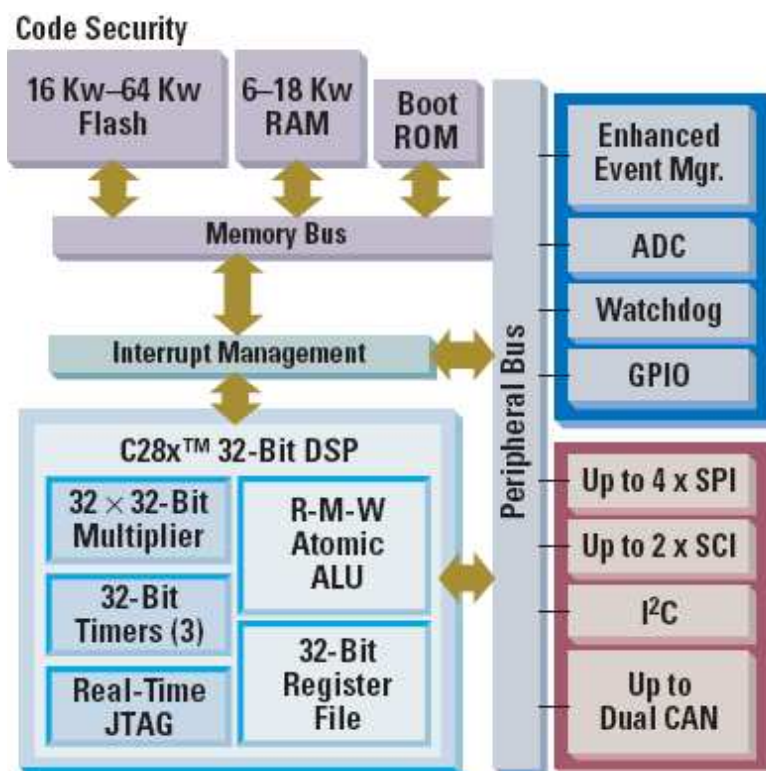 Code Security
16 Kw–64 Kw
Flash
6–18 Kw
RAM
Boot
ROM
Memory Bus
Interrupt Management
C28x™ 32-Bit DSP
32 × 32-Bit
Multiplier
32-Bit
Timers (3)
Real-Time
JTAG
R-M-W
Atomic
ALU
32-Bit
Register
File
Peripheral Bus
Enhanced
Event Mgr.
ADC
Watchdog
GPIO
Up to 4 x SPI
Up to 2 x SCI
I²C
Up to
Dual CAN